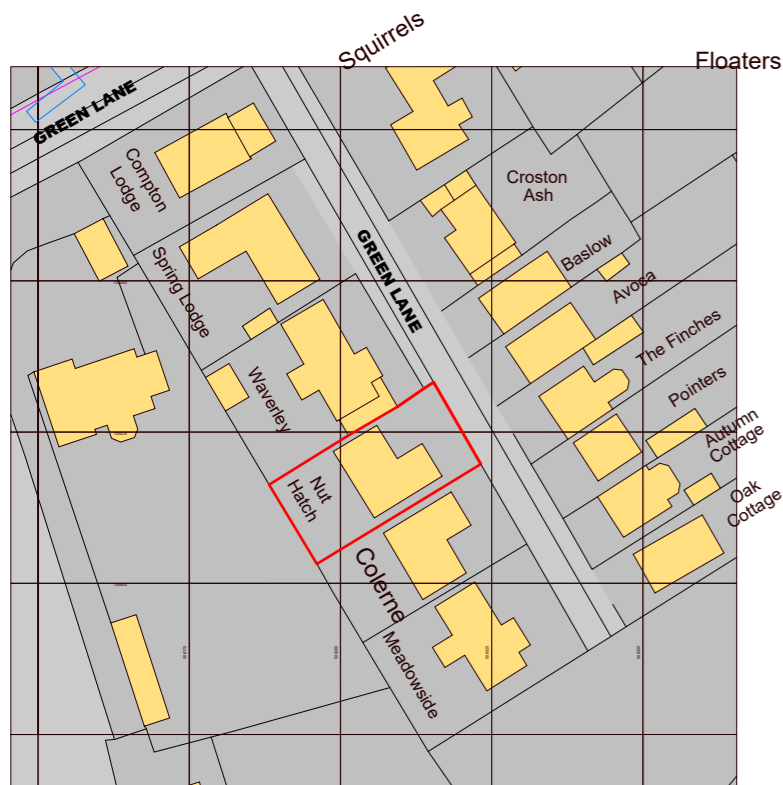 Squirrels
Floaters
GREEN LANE
Compton
Lodge
Croston
Ash
GREEN LANE
Spring Lodge
Baslow
Avoca
The Finches
Waverley
Pointers
Autumn
Cottage
Nut
Hatch
Oak
Cottage
Colerne
Meadowside